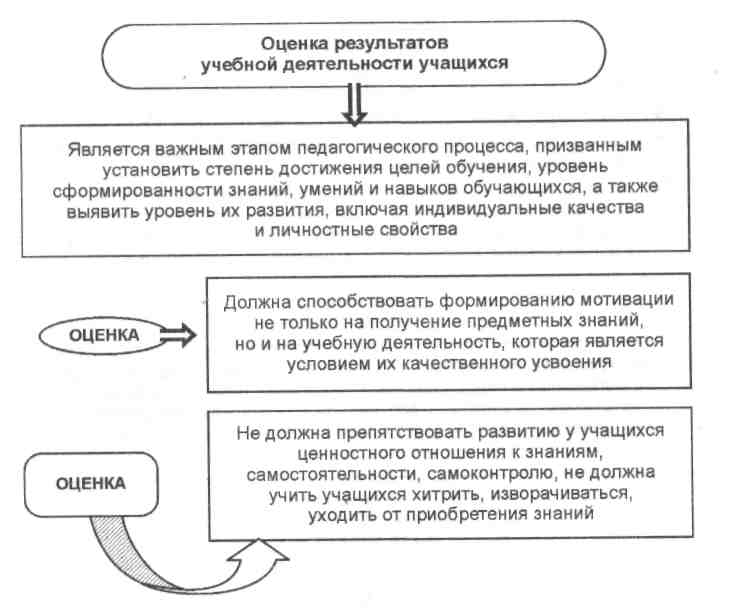 Оценка результатов
учебной деятельности учащихся
Является важным этапом педагогического процесса, призванным
установить степень достижения целей обучения, уровень
сформированности знаний, умений и навыков обучающихся, а также
выявить уровень их развития, включая индивидуальные качества
и личностные свойства
ОЦЕНКА
Должна способствовать формированию мотивации
не только на получение предметных знаний,
но и на учебную деятельность, которая является
условием их качественного усвоения
ОЦЕНКА
Не должна препятствовать развитию у учащихся
ценностного отношения к знаниям,
самостоятельности, самоконтролю, не должна
учить учащихся хитрить, изворачиваться,
уходить от приобретения знаний